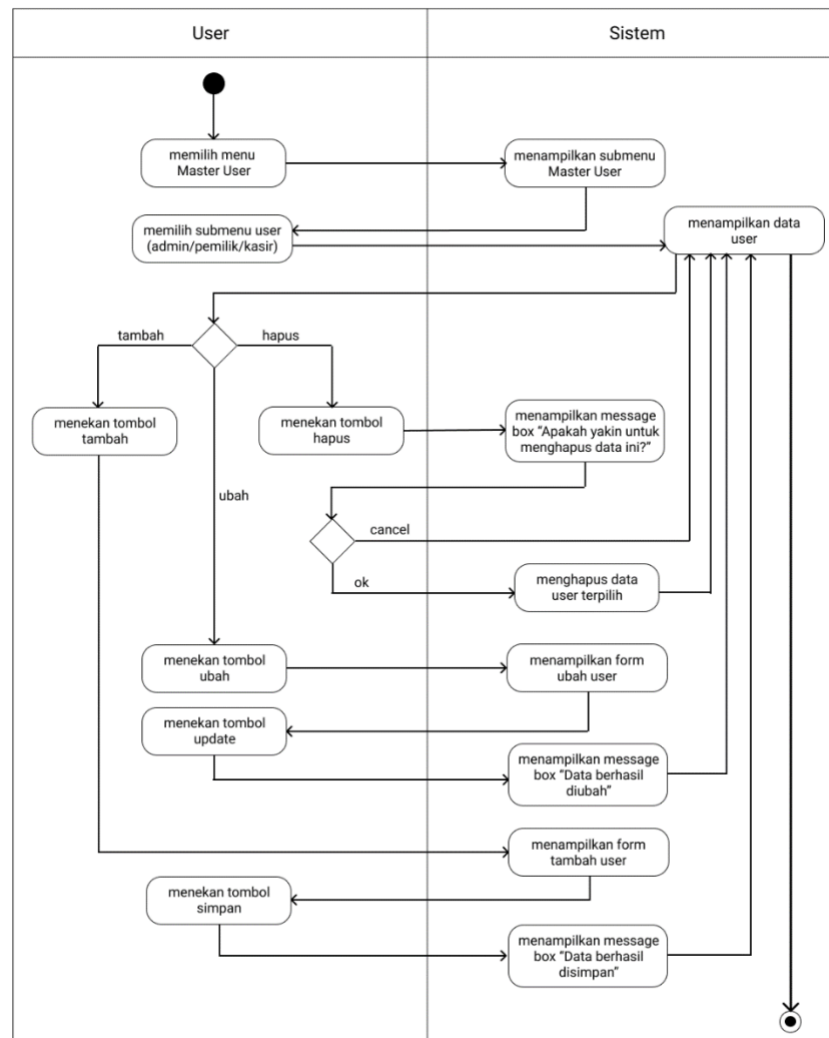 User
Sistem
memilih menu
Master User
menampilkan submenu
Master User
memilih submenu user
(admin/pemilik/kasir)
menampilkan data
user
tambah
hapus
menekan tombol
tambah
menekan tombol
hapus
menampilkan message
box “Apakah yakin untuk
menghapus data ini?”
ubah
cancel
ok
menghapus data
user terpilih
menekan tombol
ubah
menampilkan form
ubah user
menekan tombol
update
menampilkan message
box “Data berhasil
diubah”
menampilkan form
tambah user
menekan tombol
simpan
menampilkan message
box “Data berhasil
disimpan”